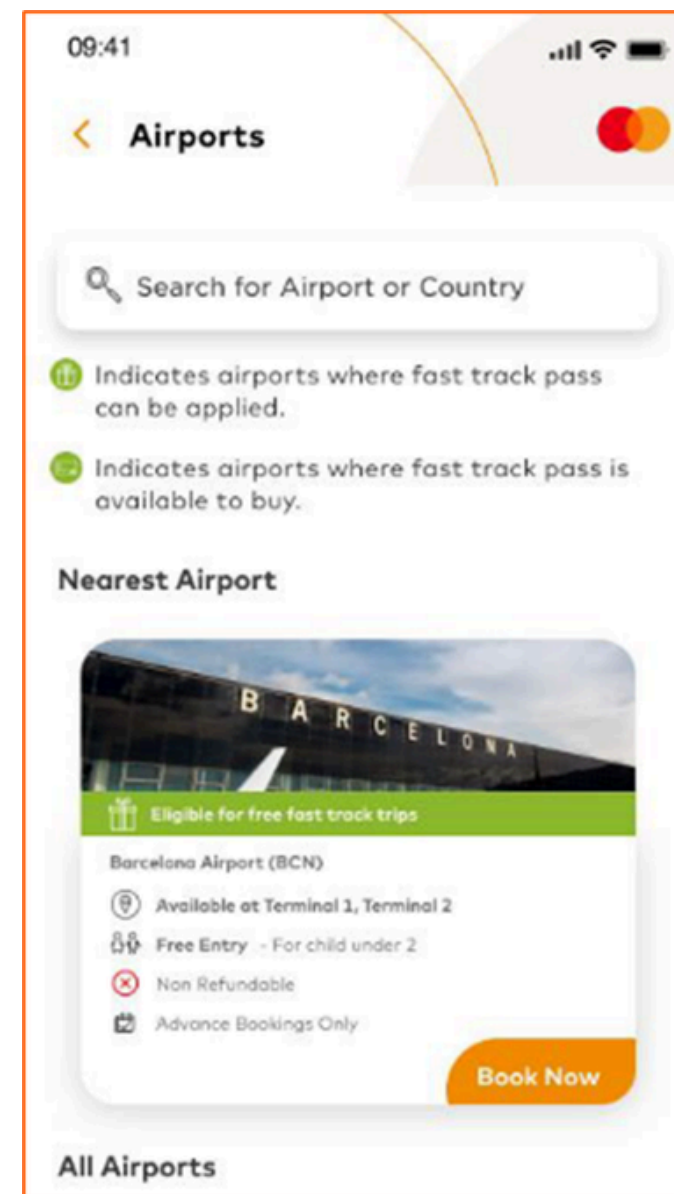 09:41
Airports
Search for Airport or Country
Indicates airports where fast track pass
can be applied.
Indicates airports where fast track pass is
available to buy.
Nearest Airport
BARCELONA
Eligible for free fast track trips
Barcelona Airport (BCN)
Available at Terminal 1, Terminal 2
Free Entry - For child under 2
Non Refundable
Advance Bookings Only
Book Now
All Airports